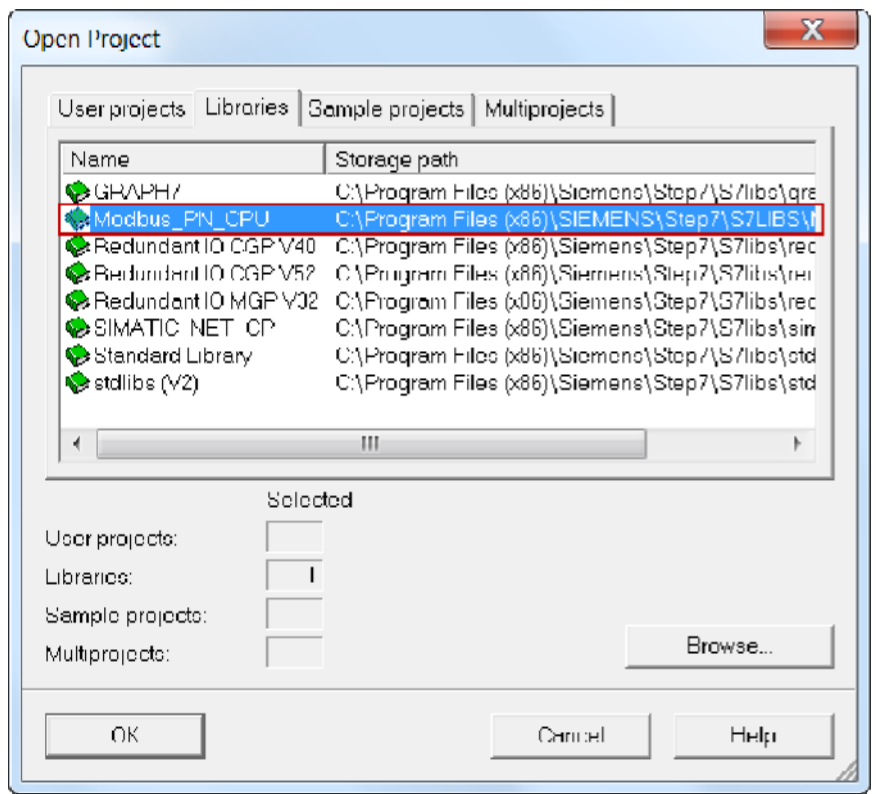 Open Project
User projects Libraries Sample projects Multiprojects
Name Storage path
GRAPH7 C:\Program Files (x86)\Siemens\Step7\S7libs\gra
Modbus_PN_CPU C:\Program Files (x86)\SIEMENS\Step7\S7LIBS\
Redundant IO CGP V40 C:\Program Files (x86)\Siemens\Step7\S7libs\red
Redundant IO CGP V52 C:\Program Files (x86)\Siemens\Step7\S7libs\red
Redundant IO MGP V32 C:\Program Files (x86)\Siemens\Step7\S7libs\red
SIMATIC_NET_CP C:\Program Files (x86)\Siemens\Step7\S7libs\sim
Standard Library C:\Program Files (x86)\Siemens\Step7\S7libs\std
stdlibs (V2) C:\Program Files (x86)\Siemens\Step7\S7libs\std
Selected
User projects:
Libraries: 1
Sample projects:
Multiprojects:
Browse...
OK Cancel Help